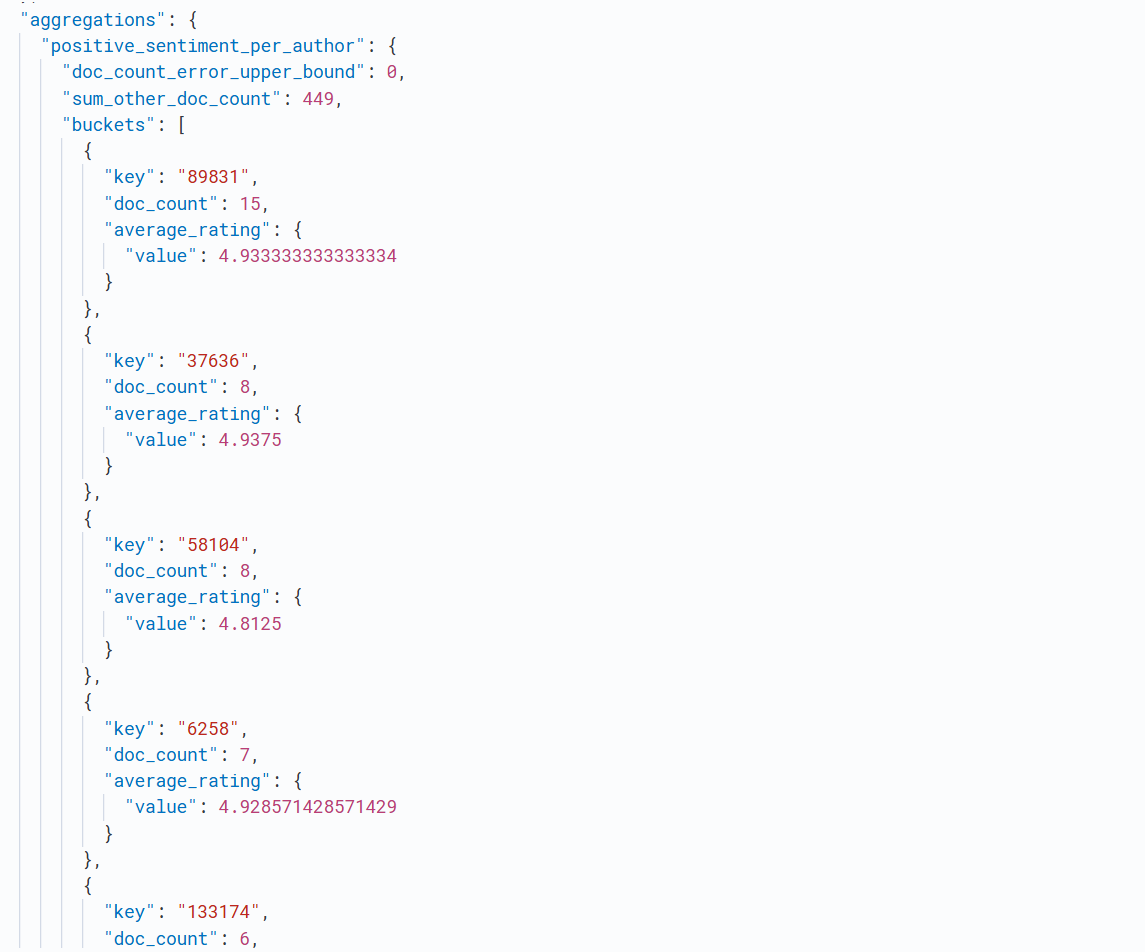 "aggregations": {
"positive_sentiment_per_author": {
"doc_count_error_upper_bound": 0,
"sum_other_doc_count": 449,
"buckets": [
{
"key": "89831",
"doc_count": 15,
"average_rating": {
"value": 4.933333333333334
}
},
{
"key": "37636",
"doc_count": 8,
"average_rating": {
"value": 4.9375
}
},
{
"key": "58104",
"doc_count": 8,
"average_rating": {
"value": 4.8125
}
},
{
"key": "6258",
"doc_count": 7,
"average_rating": {
"value": 4.928571428571429
}
},
{
"key": "133174",
"doc_count": 6,